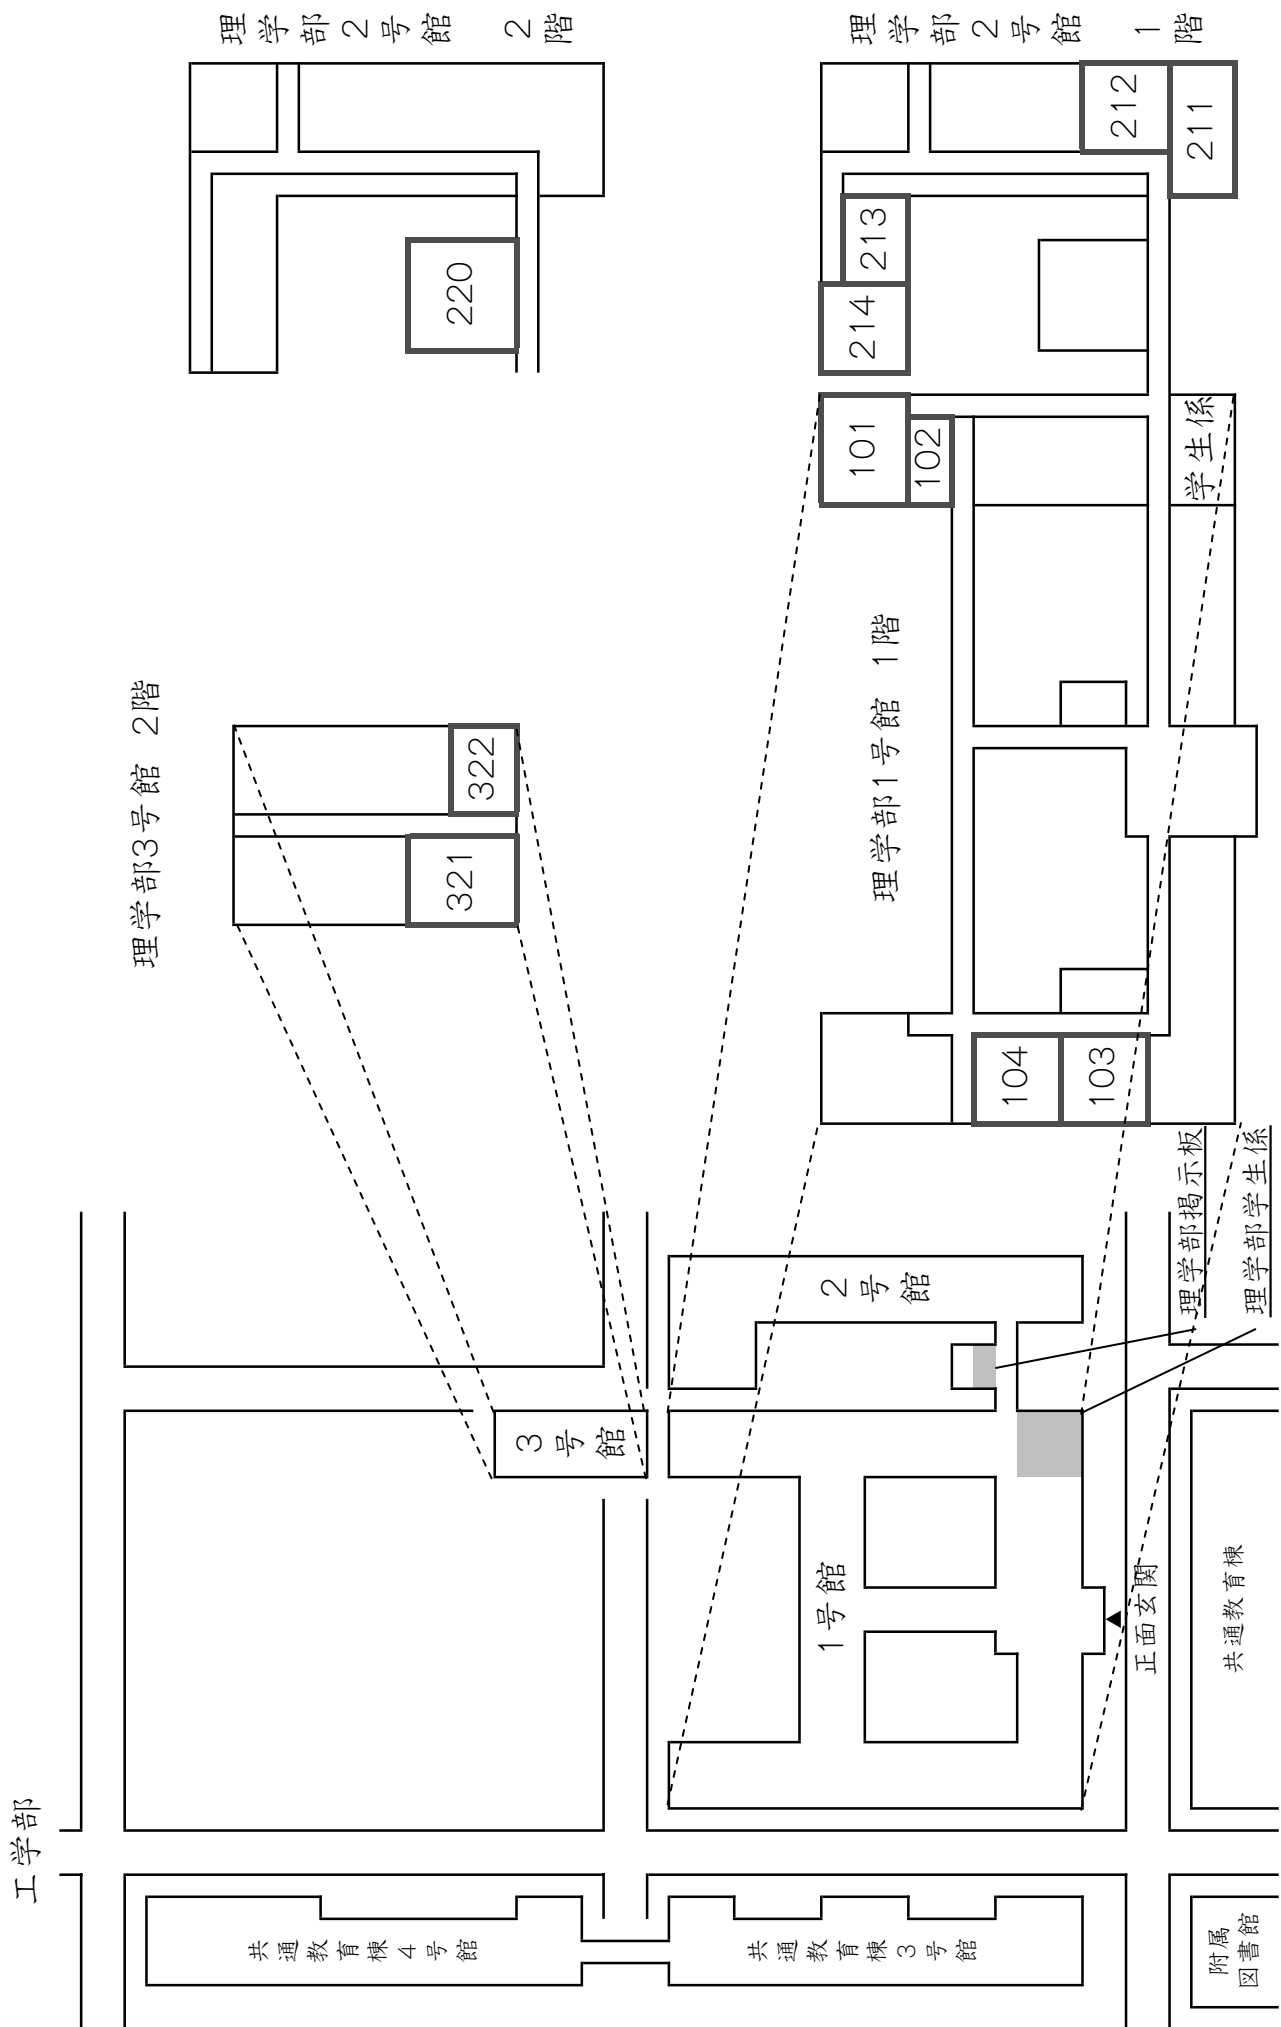 工学部
共通教育棟4号館
共通教育棟3号館
附属
図書館
理学部3号館 2階
321
322
3号館
1号館
2号館
正面玄関
共通教育棟
理学部掲示板
理学部学生係
理学部2号館 2階
220
理学部1号館 1階
104
103
101
102
学生係
理学部2号館 1階
214
213
212
211